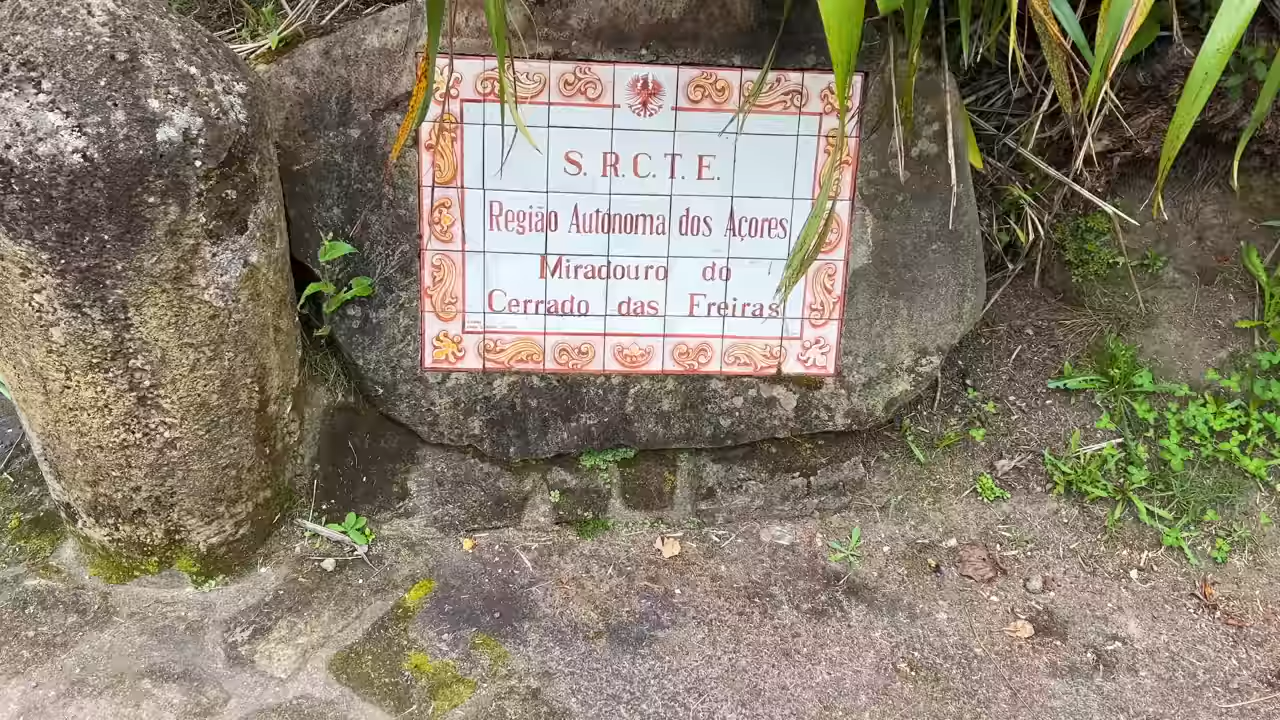 S. R. C. T. E.
Região Autónoma dos Açores
Miradouro do
Cerrado das Freiras